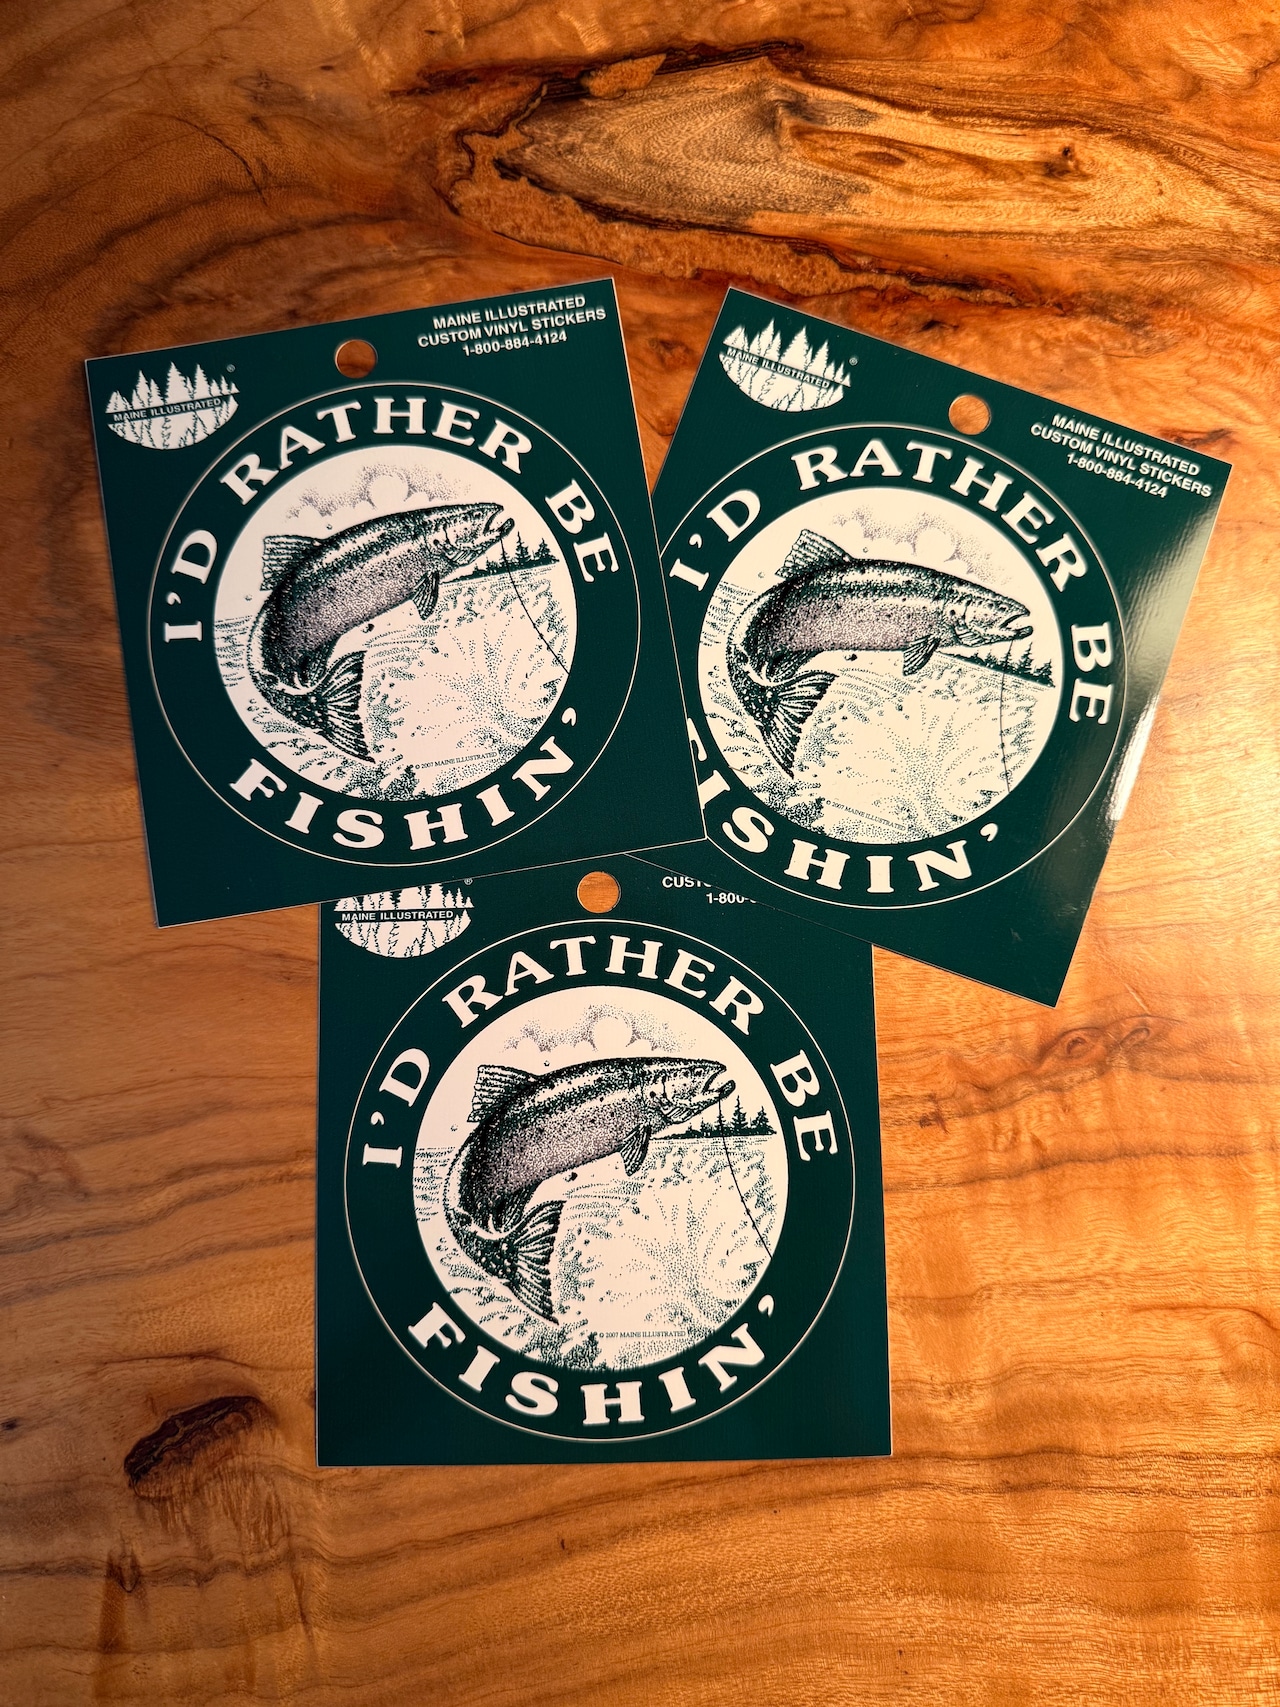 MAINE ILLUSTRATED
CUSTOM VINYL STICKERS
1-800-884-4124
MAINE ILLUSTRATED
®
I'D RATHER BE
FISHIN'
© 2007 MAINE ILLUSTRATED
MAINE ILLUSTRATED
®
MAINE ILLUSTRATED
CUSTOM VINYL STICKERS
1-800-884-4124
I'D RATHER BE
FISHIN'
© 2007 MAINE ILLUSTRATED
MAINE ILLUSTRATED
®
1-800-
I'D RATHER BE
FISHIN'
© 2007 MAINE ILLUSTRATED